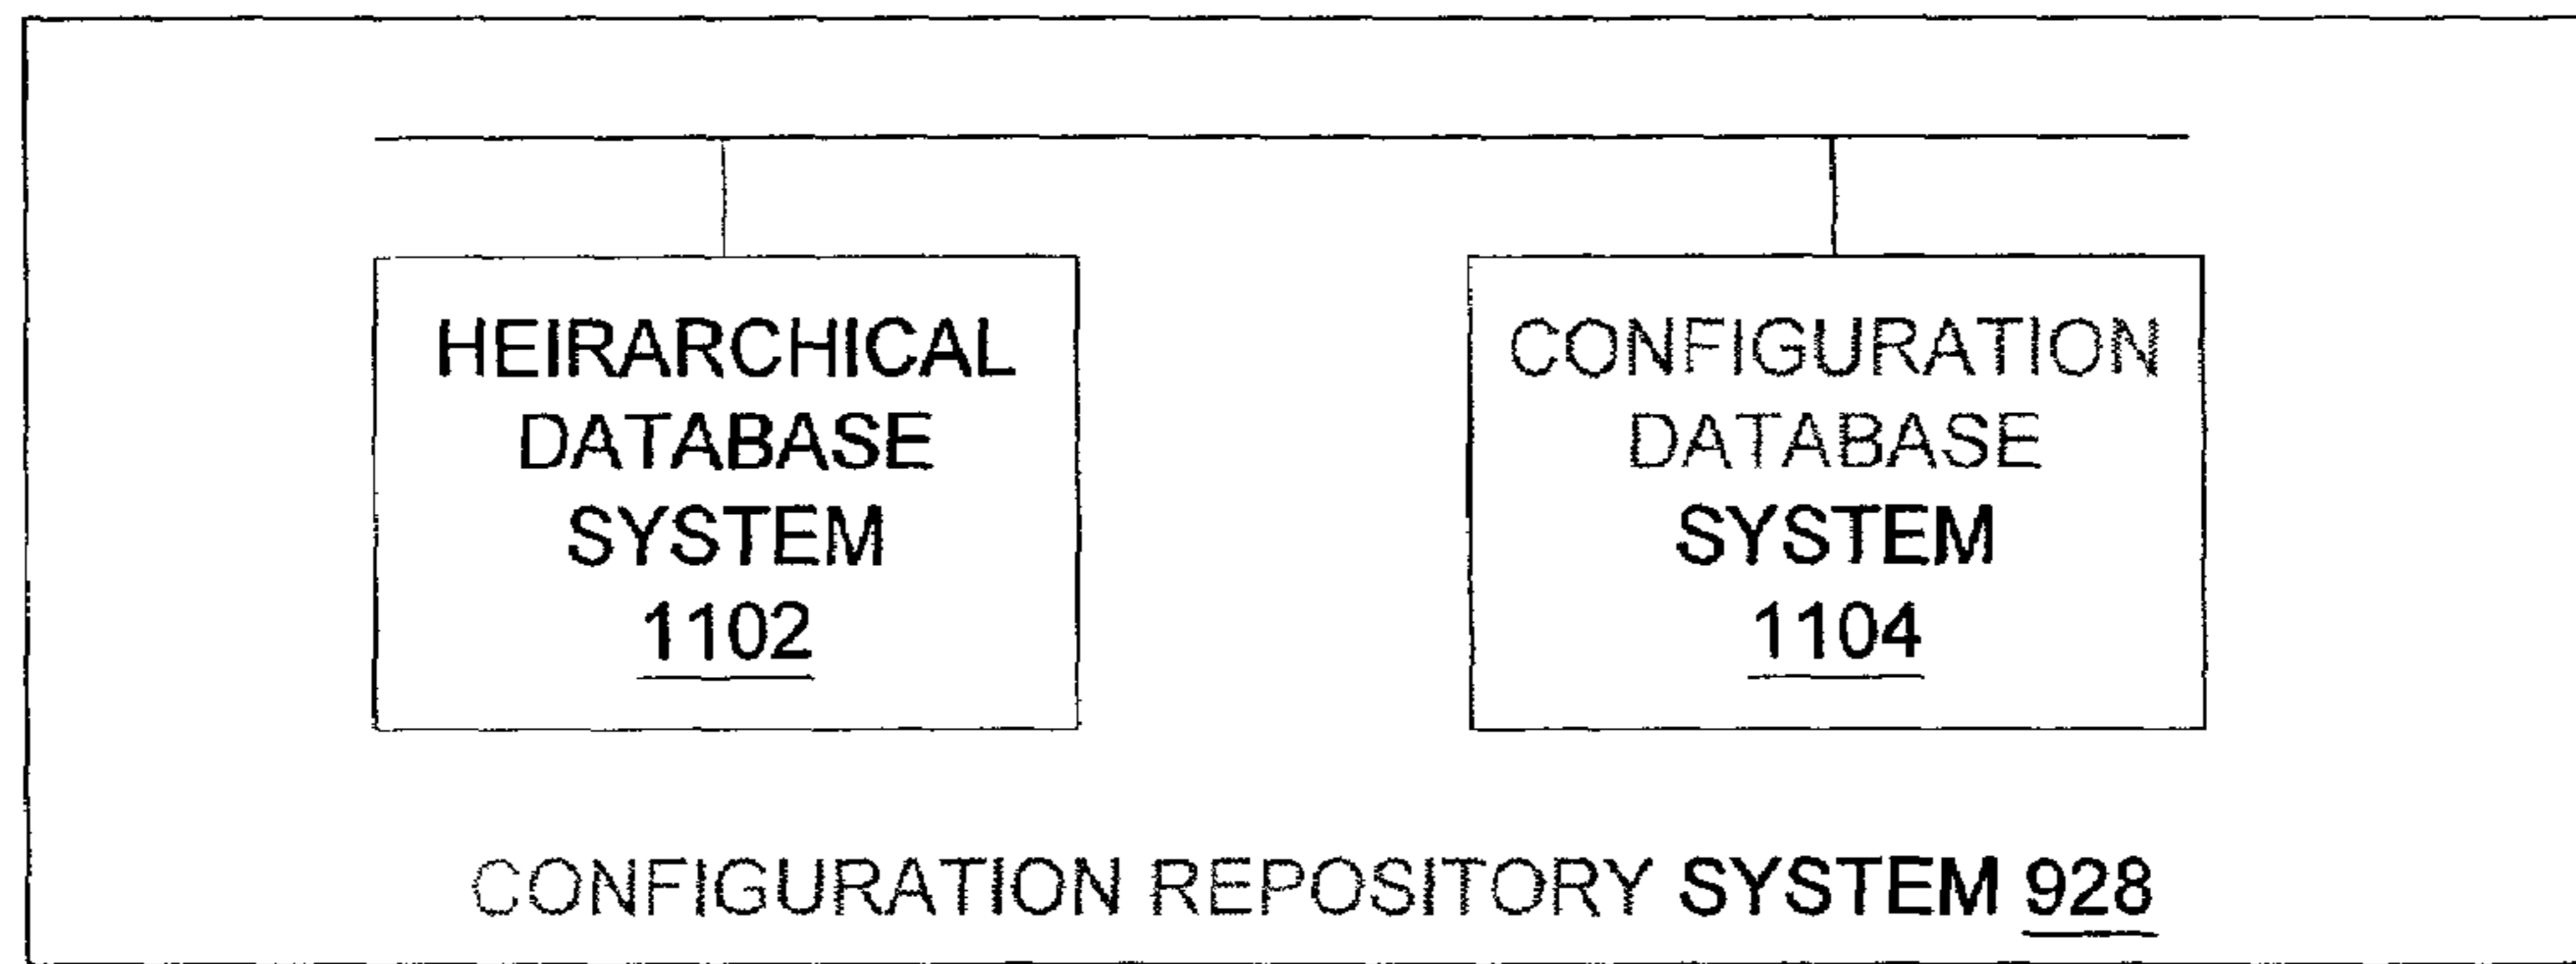 HEIRARCHICAL
DATABASE
SYSTEM
1102
CONFIGURATION
DATABASE
SYSTEM
1104
CONFIGURATION REPOSITORY SYSTEM 928